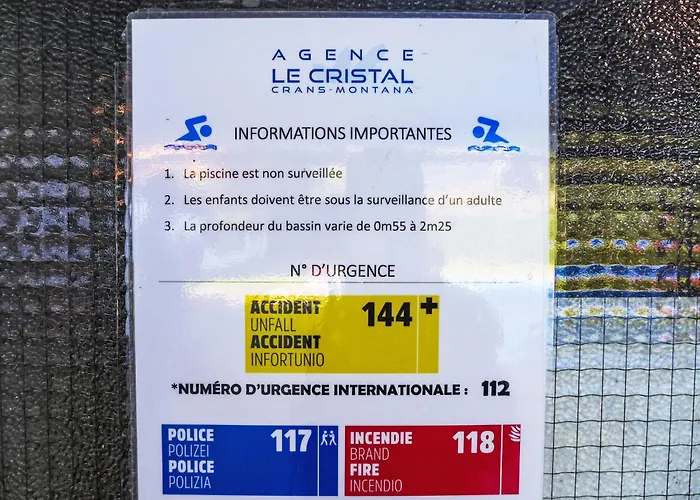 AGENCE
LE CRISTAL
CRANS-MONTANA
INFORMATIONS IMPORTANTES
1. La piscine est non surveillée
2. Les enfants doivent être sous la surveillance d'un adulte
3. La profondeur du bassin varie de 0m55 à 2m25
N° D'URGENCE
ACCIDENT 144
UNFALL
ACCIDENT
INFORTUNIO
*NUMÉRO D'URGENCE INTERNATIONALE : 112
POLICE 117
POLIZEI
POLICE
POLIZIA
INCENDIE 118
BRAND
FIRE
INCENDIO